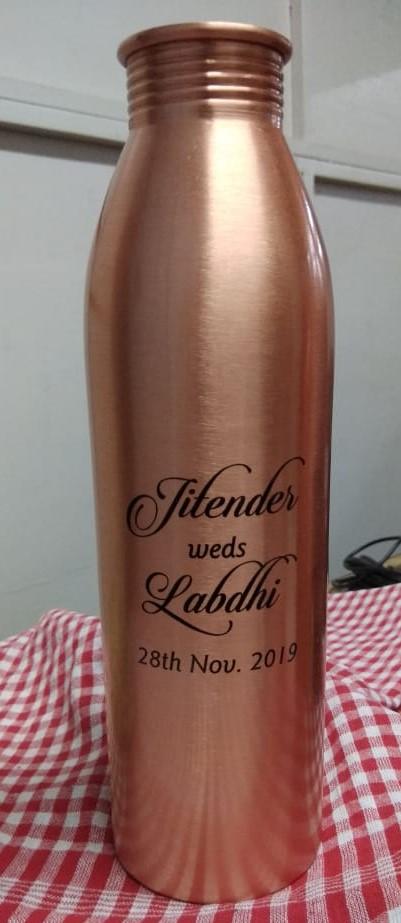 Jitender
weds
Labdhi
28th Nov. 2019